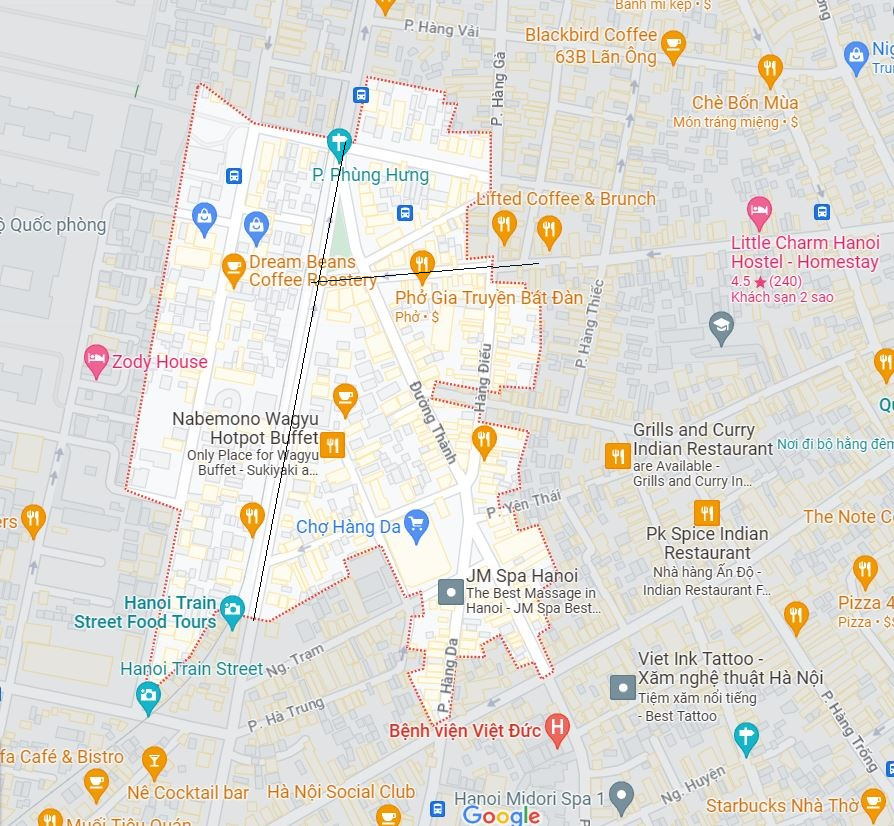 Bánh mì kẹp • $
P. Hàng Vải
Blackbird Coffee
63B Lãn Ông
P. Hàng Gà
Chè Bốn Mùa
Món tráng miệng • $
P. Phùng Hưng
Lifted Coffee & Brunch
Quốc phòng
Little Charm Hanoi
Hostel - Homestay
4.5 ★ (240)
Khách sạn 2 sao
Dream Beans
Coffee Roastery
Phở Gia Truyền Bát Đàn
Phở • $
P. Hàng Thiếc
Zody House
Hàng Điếu
Đường Thành
Nabemono Wagyu
Hotpot Buffet
Only Place for Wagyu
Buffet - Sukiyaki a...
Grills and Curry
Indian Restaurant
are Available -
Grills and Curry In...
Nơi đi bộ hằng đêm
P. Yên Thái
Chợ Hàng Da
Pk Spice Indian
Restaurant
Nhà hàng Ấn Độ -
Indian Restaurant F...
The Note Co
JM Spa Hanoi
The Best Massage in
Hanoi - JM Spa Best...
Hanoi Train
Street Food Tours
Pizza 4
Pizza • $$
Hanoi Train Street
Ng. Trạm
P. Hàng Da
Viet Ink Tattoo -
Xăm nghệ thuật Hà Nội
Tiệm xăm nổi tiếng
- Best Tattoo
P. Hà Trung
Bệnh viện Việt Đức
H
P. Hàng Trống
Café & Bistro
Nê Cocktail bar
Hà Nội Social Club
Hanoi Midori Spa 1
Ng. Huyện
Starbucks Nhà Thờ
Muối Tiêu Quán
Google